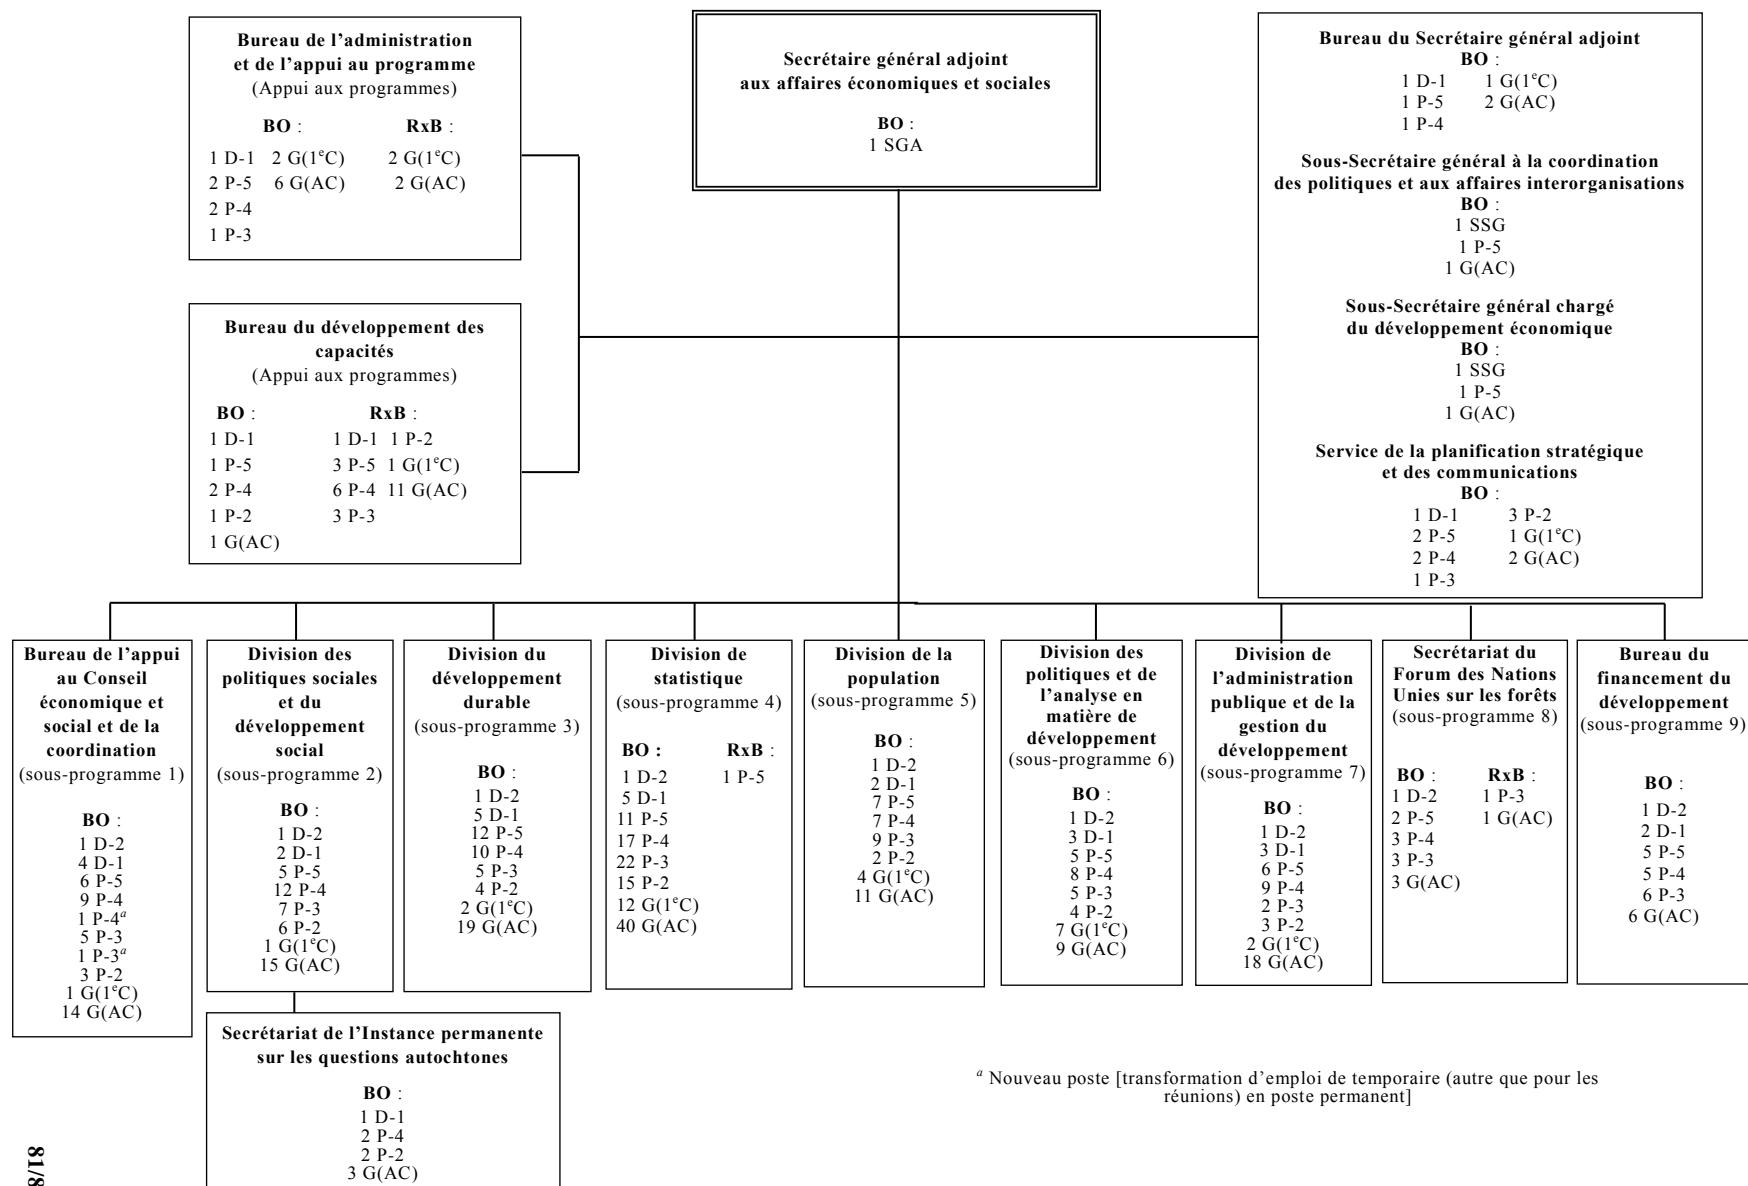 Bureau de l'administration
et de l'appui au programme
(Appui aux programmes)
BO : RxB :
1 D-1 2 G(1ᵉC) 2 G(1ᵉC)
2 P-5 6 G(AC) 2 G(AC)
2 P-4
1 P-3
Secrétaire général adjoint
aux affaires économiques et sociales
BO :
1 SGA
Bureau du Secrétaire général adjoint
BO :
1 D-1 1 G(1ᵉC)
1 P-5 2 G(AC)
1 P-4
Sous-Secrétaire général à la coordination
des politiques et aux affaires interorganisations
BO :
1 SSG
1 P-5
1 G(AC)
Sous-Secrétaire général chargé
du développement économique
BO :
1 SSG
1 P-5
1 G(AC)
Service de la planification stratégique
et des communications
BO :
1 D-1 3 P-2
2 P-5 1 G(1ᵉC)
2 P-4 2 G(AC)
1 P-3
Bureau du développement des
capacités
(Appui aux programmes)
BO : RxB :
1 D-1 1 D-1 1 P-2
1 P-5 3 P-5 1 G(1ᵉC)
2 P-4 6 P-4 11 G(AC)
1 P-2 3 P-3
1 G(AC)
Bureau de l'appui
au Conseil
économique et
social et de la
coordination
(sous-programme 1)
BO :
1 D-2
4 D-1
6 P-5
9 P-4
1 P-4ᵃ
5 P-3
1 P-3ᵃ
3 P-2
1 G(1ᵉC)
14 G(AC)
Division des
politiques sociales
et du
développement
social
(sous-programme 2)
BO :
1 D-2
2 D-1
5 P-5
12 P-4
7 P-3
6 P-2
1 G(1ᵉC)
15 G(AC)
Division du
développement
durable
(sous-programme 3)
BO :
1 D-2
5 D-1
12 P-5
10 P-4
5 P-3
4 P-2
2 G(1ᵉC)
19 G(AC)
Division de
statistique
(sous-programme 4)
BO : RxB :
1 D-2 1 P-5
5 D-1
11 P-5
17 P-4
22 P-3
15 P-2
12 G(1ᵉC)
40 G(AC)
Division de la
population
(sous-programme 5)
BO :
1 D-2
2 D-1
7 P-5
7 P-4
9 P-3
2 P-2
4 G(1ᵉC)
11 G(AC)
Division des
politiques et de
l'analyse en
matière de
développement
(sous-programme 6)
BO :
1 D-2
3 D-1
5 P-5
8 P-4
5 P-3
4 P-2
7 G(1ᵉC)
9 G(AC)
Division de
l'administration
publique et de la
gestion du
développement
(sous-programme 7)
BO :
1 D-2
3 D-1
6 P-5
9 P-4
2 P-3
3 P-2
2 G(1ᵉC)
18 G(AC)
Secrétariat du
Forum des Nations
Unies sur les forêts
(sous-programme 8)
BO : RxB :
1 D-2 1 P-3
2 P-5 1 G(AC)
3 P-4
3 P-3
3 G(AC)
Bureau du
financement du
développement
(sous-programme 9)
BO :
1 D-2
2 D-1
5 P-5
5 P-4
6 P-3
6 G(AC)
Secrétariat de l'Instance permanente
sur les questions autochtones
BO :
1 D-1
2 P-4
2 P-2
3 G(AC)
ᵃ Nouveau poste [transformation d'emploi de temporaire (autre que pour les
réunions) en poste permanent]
81/8